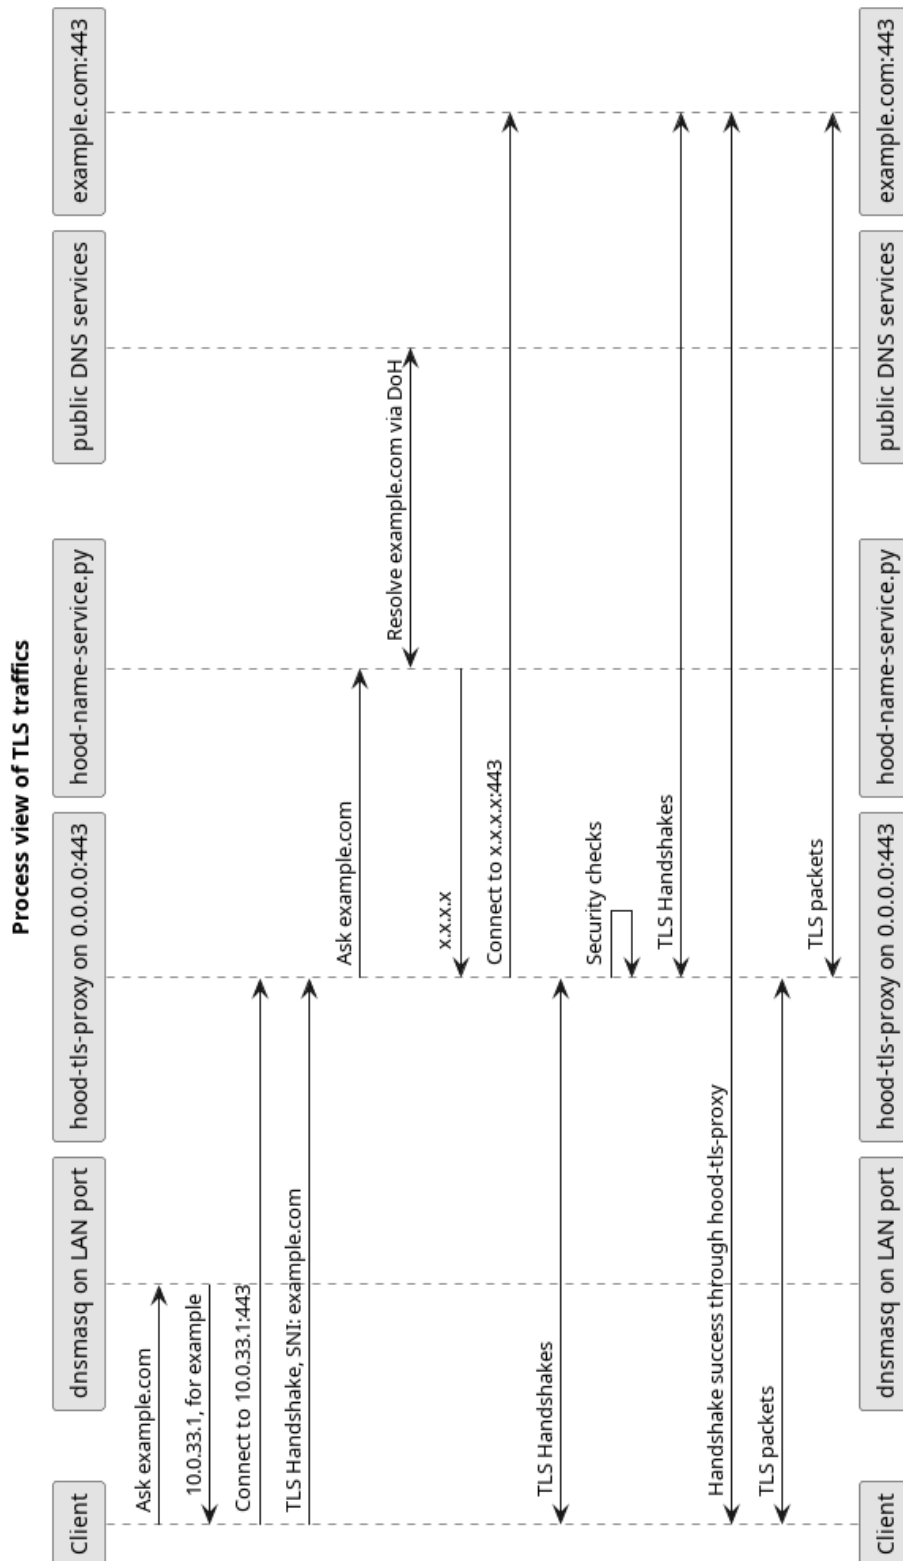 Process view of TLS traffics
Client
dnsmasq on LAN port
hood-tls-proxy on 0.0.0.0:443
hood-name-service.py
public DNS services
example.com:443
Ask example.com
10.0.33.1, for example
Connect to 10.0.33.1:443
TLS Handshake, SNI: example.com
Ask example.com
Resolve example.com via DoH
x.x.x.x
Connect to x.x.x.x:443
TLS Handshakes
Security checks
TLS Handshakes
Handshake success through hood-tls-proxy
TLS packets
TLS packets
Client
dnsmasq on LAN port
hood-tls-proxy on 0.0.0.0:443
hood-name-service.py
public DNS services
example.com:443